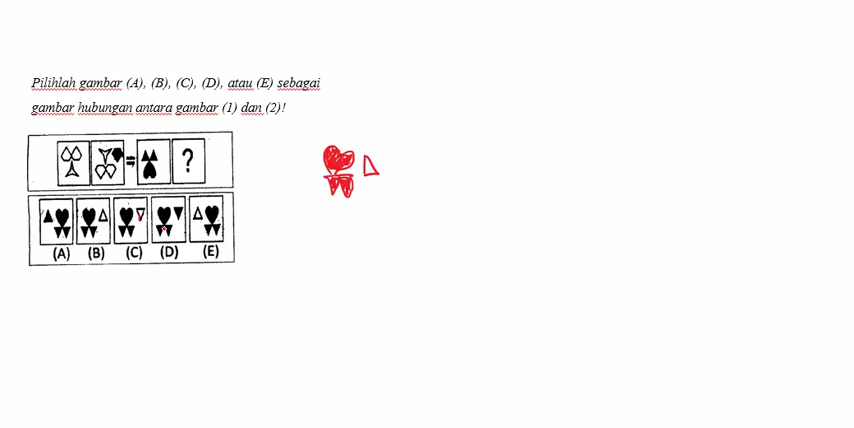 Pilihlah gambar (A), (B), (C), (D), atau (E) sebagai
gambar hubungan antara gambar (1) dan (2)!
= ?
(A) (B) (C) (D) (E)